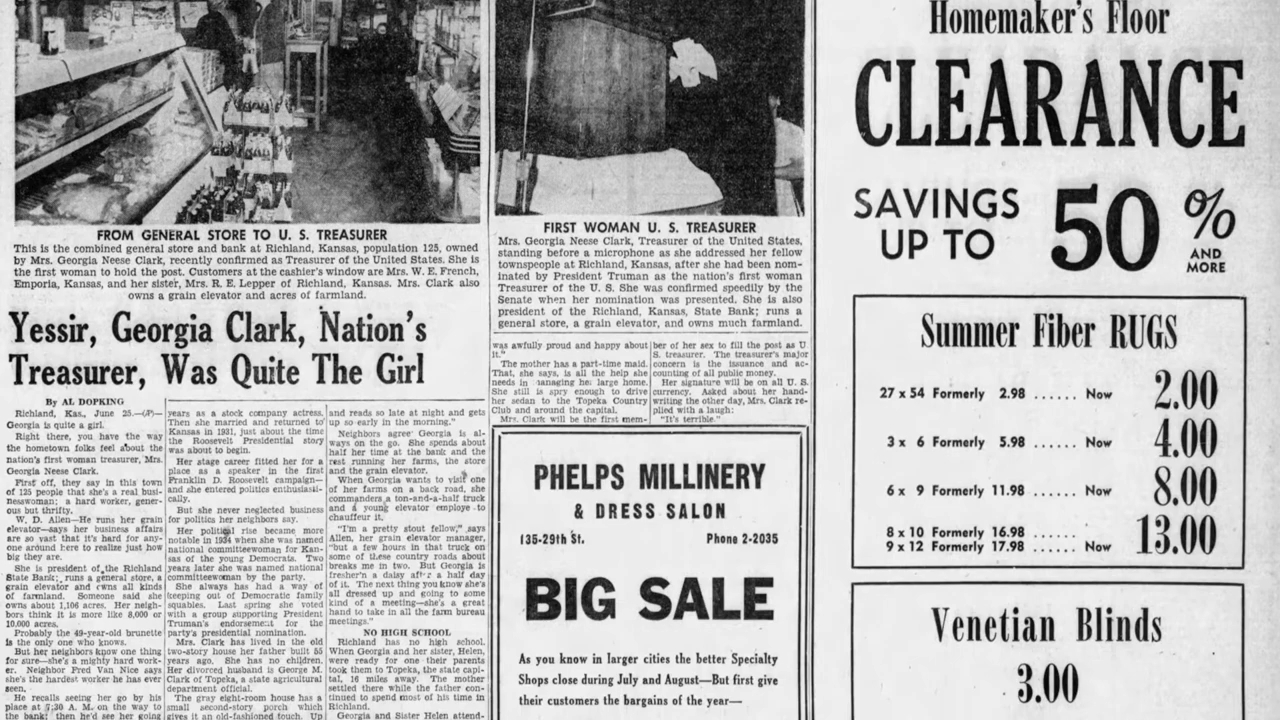 FROM GENERAL STORE TO U. S. TREASURER
This is the combined general store and bank at Richland, Kansas, population 125, owned
by Mrs. Georgia Neese Clark, recently confirmed as Treasurer of the United States. She is
the first woman to hold the post. Customers at the cashier's window are Mrs. W. E. French,
Emporia, Kansas, and her sister, Mrs. R. E. Lepper of Richland, Kansas. Mrs. Clark also
owns a grain elevator and acres of farmland.
Yessir, Georgia Clark, Nation's
Treasurer, Was Quite The Girl
By AL DOPKING
Richland, Kas., June 25.—(AP)—
Georgia is quite a girl.
Right there, you have the way
the hometown folks feel about the
nation's first woman treasurer, Mrs.
Georgia Neese Clark.
First off, they say in this town
of 125 people that she's a real busi-
nesswoman; a hard worker, gener-
ous but thrifty.
W. D. Allen—He runs her grain
elevator—says her business affairs
are so vast that it's hard for any-
one around here to realize just how
big they are.
She is president of the Richland
State Bank; runs a general store, a
grain elevator and owns all kinds
of farmland. Someone said she
owns about 1,106 acres. Her neigh-
bors think it is more like 8,000 or
10,000 acres.
Probably the 49-year-old brunette
is the only one who knows.
But her neighbors know one thing
for sure—she's a mighty hard work-
er. Neighbor Fred Van Nice says
she's the hardest worker he has ever
seen.
He recalls seeing her go by his
place at 7:30 A. M. on the way to
the bank; then he'd see her going
years as a stock company actress.
Then she married and returned to
Kansas in 1931, just about the time
the Roosevelt Presidential story
was about to begin.
Her stage career fitted her for a
place as a speaker in the first
Franklin D. Roosevelt campaign—
and she entered politics enthusiasti-
cally.
But she never neglected business
for politics her neighbors say.
Her political rise became more
notable in 1934 when she was named
national committeewoman for Kan-
sas of the young Democrats. Two
years later she was named national
committeewoman by the party.
She always has had a way of
keeping out of Democratic family
squables. Last spring she voted
with a group supporting President
Truman's endorsement for the
party's presidential nomination.
Mrs. Clark has lived in the old
two-story house her father built 55
years ago. She has no children.
Her divorced husband is George M.
Clark of Topeka, a state agricultural
department official.
The gray eight-room house has a
small second-story porch which
gives it an old-fashioned touch. Up
and reads so late at night and gets
up so early in the morning."
Neighbors agree Georgia is al-
ways on the go. She spends about
half her time at the bank and the
rest running her farms, the store
and the grain elevator.
When Georgia wants to visit one
of her farms on a back road, she
commanders a ton-and-a-half truck
and a young elevator employe to
chauffeur it.
"I'm a pretty stout fellow," says
Allen, her grain elevator manager,
"but a few hours in that truck on
some of these country roads about
breaks me in two. But Georgia is
fresher'n a daisy after a half day
of it. The next thing you know she's
all dressed up and going to some
kind of a meeting—she's a great
hand to take in all the farm bureau
meetings."
NO HIGH SCHOOL
Richland has no high school.
When Georgia and her sister, Helen,
were ready for one their parents
took them to Topeka, the state capi-
tal, 16 miles away. The mother
settled there while the father con-
tinued to spend most of his time in
Richland.
Georgia and Sister Helen attend-
FIRST WOMAN U. S. TREASURER
Mrs. Georgia Neese Clark, Treasurer of the United States,
standing before a microphone as she addressed her fellow
townspeople at Richland, Kansas, after she had been nom-
inated by President Truman as the nation's first woman
Treasurer of the U. S. She was confirmed speedily by the
Senate when her nomination was presented. She is also
president of the Richland, Kansas, State Bank; runs a
general store, a grain elevator, and owns much farmland.
was awfully proud and happy about
it."
The mother has a part-time maid.
That, she says, is all the help she
needs in managing her large home.
She still is spry enough to drive
her sedan to the Topeka Country
Club and around the capital.
Mrs. Clark will be the first mem-
ber of her sex to fill the post as U.
S. treasurer. The treasurer's major
concern is the issuance and ac-
counting of all public money.
Her signature will be on all U. S.
currency. Asked about her hand-
writing the other day, Mrs. Clark re-
plied with a laugh:
"It's terrible."
PHELPS MILLINERY
& DRESS SALON
135-29th St. Phone 2-2035
BIG SALE
As you know in larger cities the better Specialty
Shops close during July and August—But first give
their customers the bargains of the year—
Homemaker's Floor
CLEARANCE
SAVINGS UP TO 50% AND MORE
Summer Fiber RUGS
27 x 54 Formerly 2.98 ...... Now 2.00
3 x 6 Formerly 5.98 ...... Now 4.00
6 x 9 Formerly 11.98 ...... Now 8.00
8 x 10 Formerly 16.98 ......
9 x 12 Formerly 17.98 ...... Now 13.00
Venetian Blinds
3.00